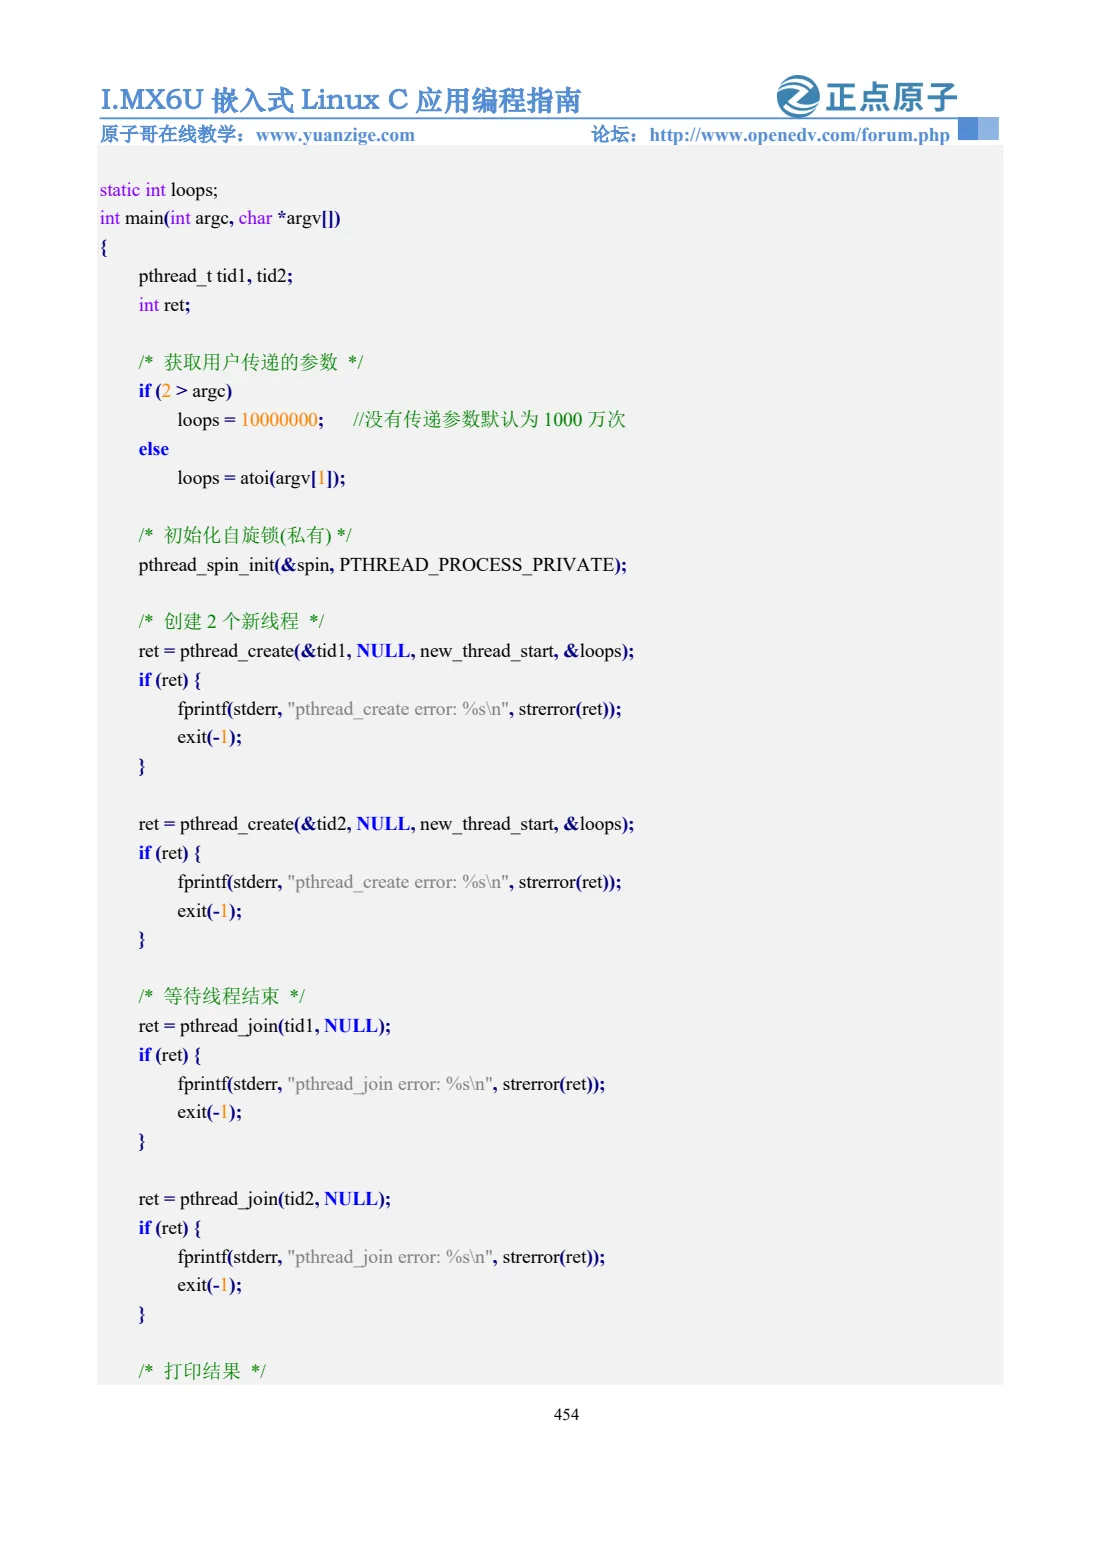 I.MX6U 嵌入式 Linux C 应用编程指南
正点原子
原子哥在线教学：www.yuanzige.com 论坛：http://www.openedv.com/forum.php
static int loops;
int main(int argc, char *argv[])
{
pthread_t tid1, tid2;
int ret;
/* 获取用户传递的参数 */
if (2 > argc)
loops = 10000000; //没有传递参数默认为 1000 万次
else
loops = atoi(argv[1]);
/* 初始化自旋锁(私有) */
pthread_spin_init(&spin, PTHREAD_PROCESS_PRIVATE);
/* 创建 2 个新线程 */
ret = pthread_create(&tid1, NULL, new_thread_start, &loops);
if (ret) {
fprintf(stderr, "pthread_create error: %s\n", strerror(ret));
exit(-1);
}
ret = pthread_create(&tid2, NULL, new_thread_start, &loops);
if (ret) {
fprintf(stderr, "pthread_create error: %s\n", strerror(ret));
exit(-1);
}
/* 等待线程结束 */
ret = pthread_join(tid1, NULL);
if (ret) {
fprintf(stderr, "pthread_join error: %s\n", strerror(ret));
exit(-1);
}
ret = pthread_join(tid2, NULL);
if (ret) {
fprintf(stderr, "pthread_join error: %s\n", strerror(ret));
exit(-1);
}
/* 打印结果 */
454